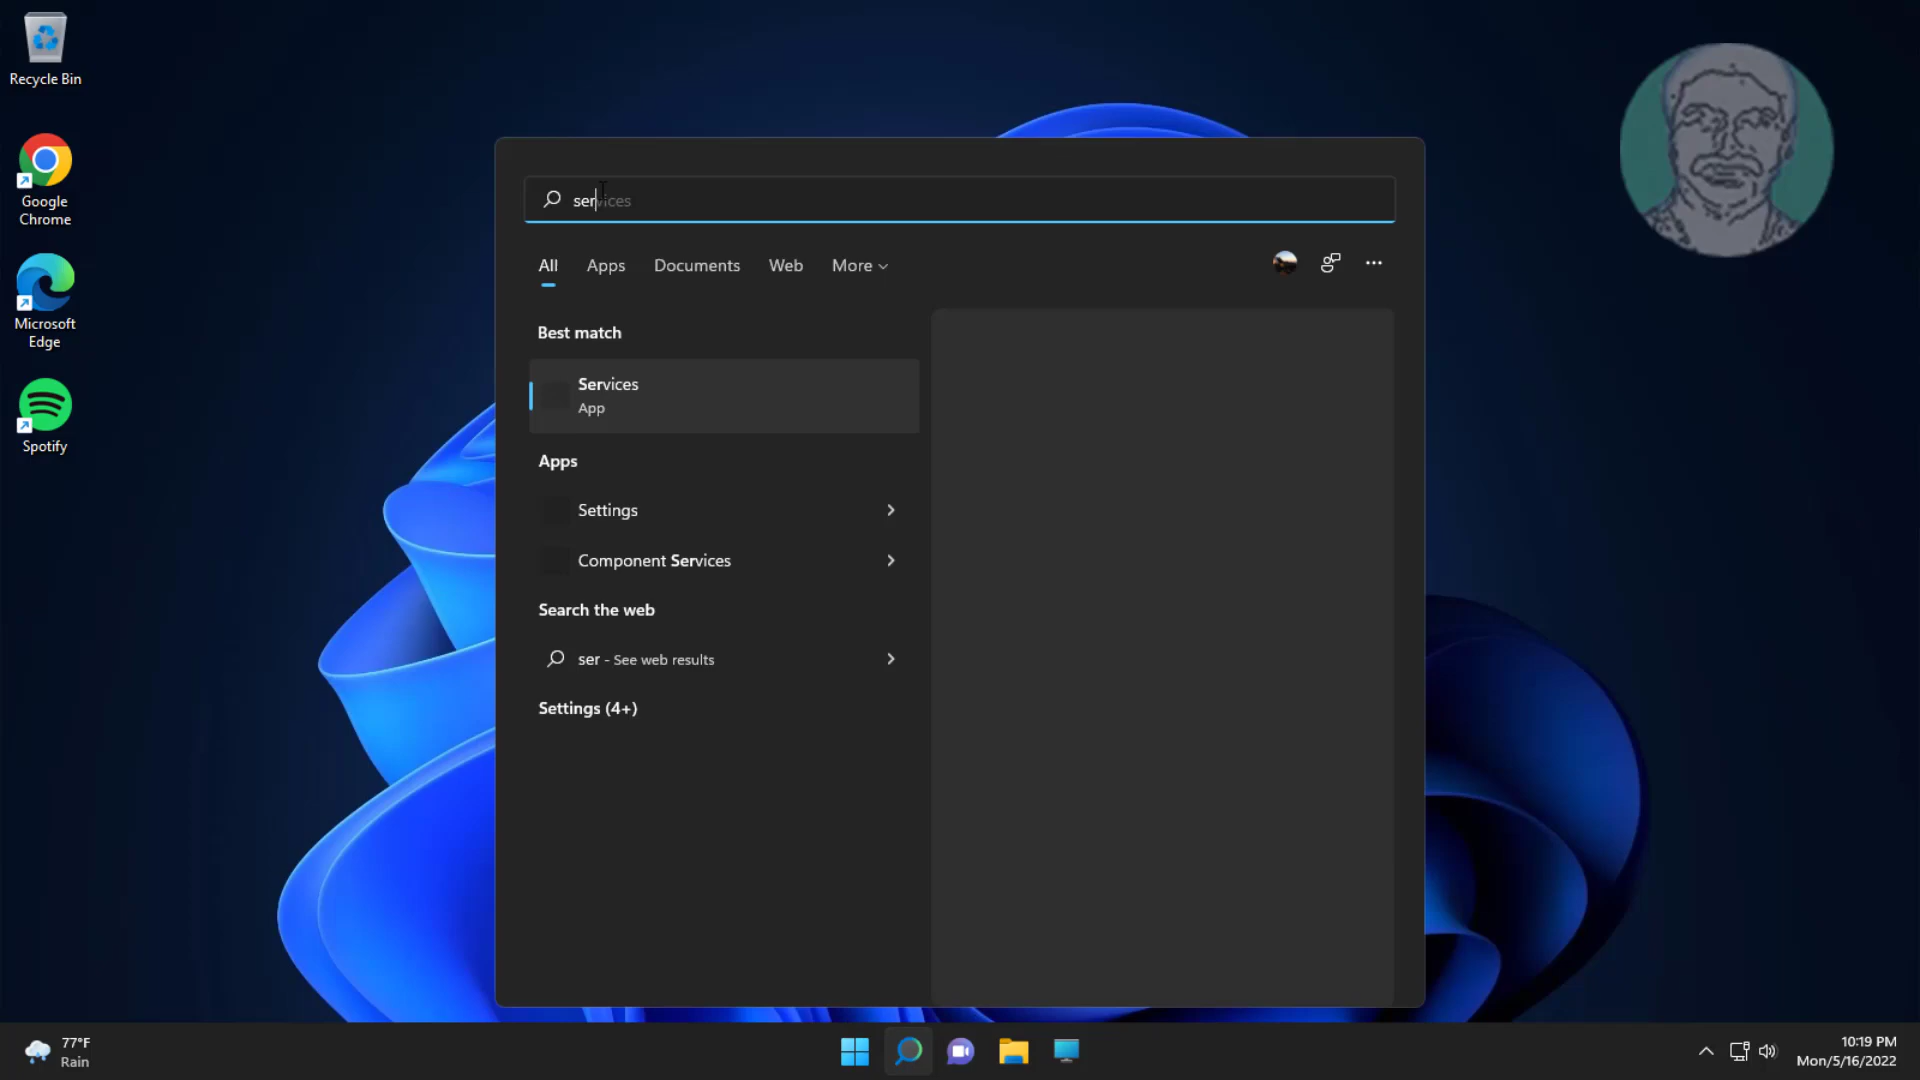 Recycle Bin
Google
Chrome
Microsoft
Edge
Spotify
services
All Apps Documents Web More
Best match
Services
App
Apps
Settings
Component Services
Search the web
ser - See web results
Settings (4+)
77°F
Rain
10:19 PM
Mon/5/16/2022